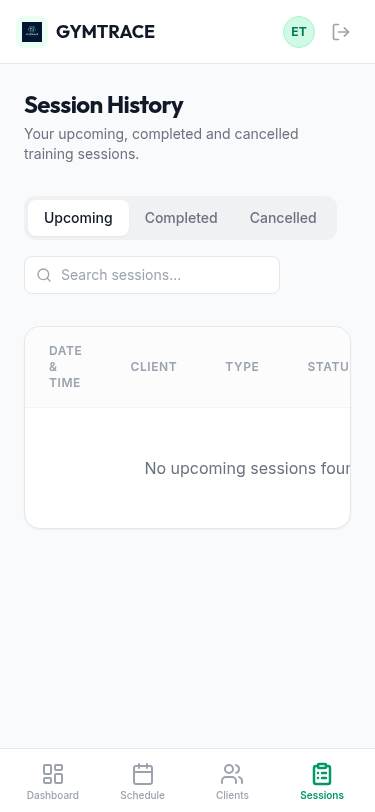 GYMTRACE
ET
Session History
Your upcoming, completed and cancelled
training sessions.
Upcoming Completed Cancelled
Search sessions...
DATE
&
TIME
CLIENT
TYPE
STATU
No upcoming sessions four
Dashboard Schedule Clients Sessions